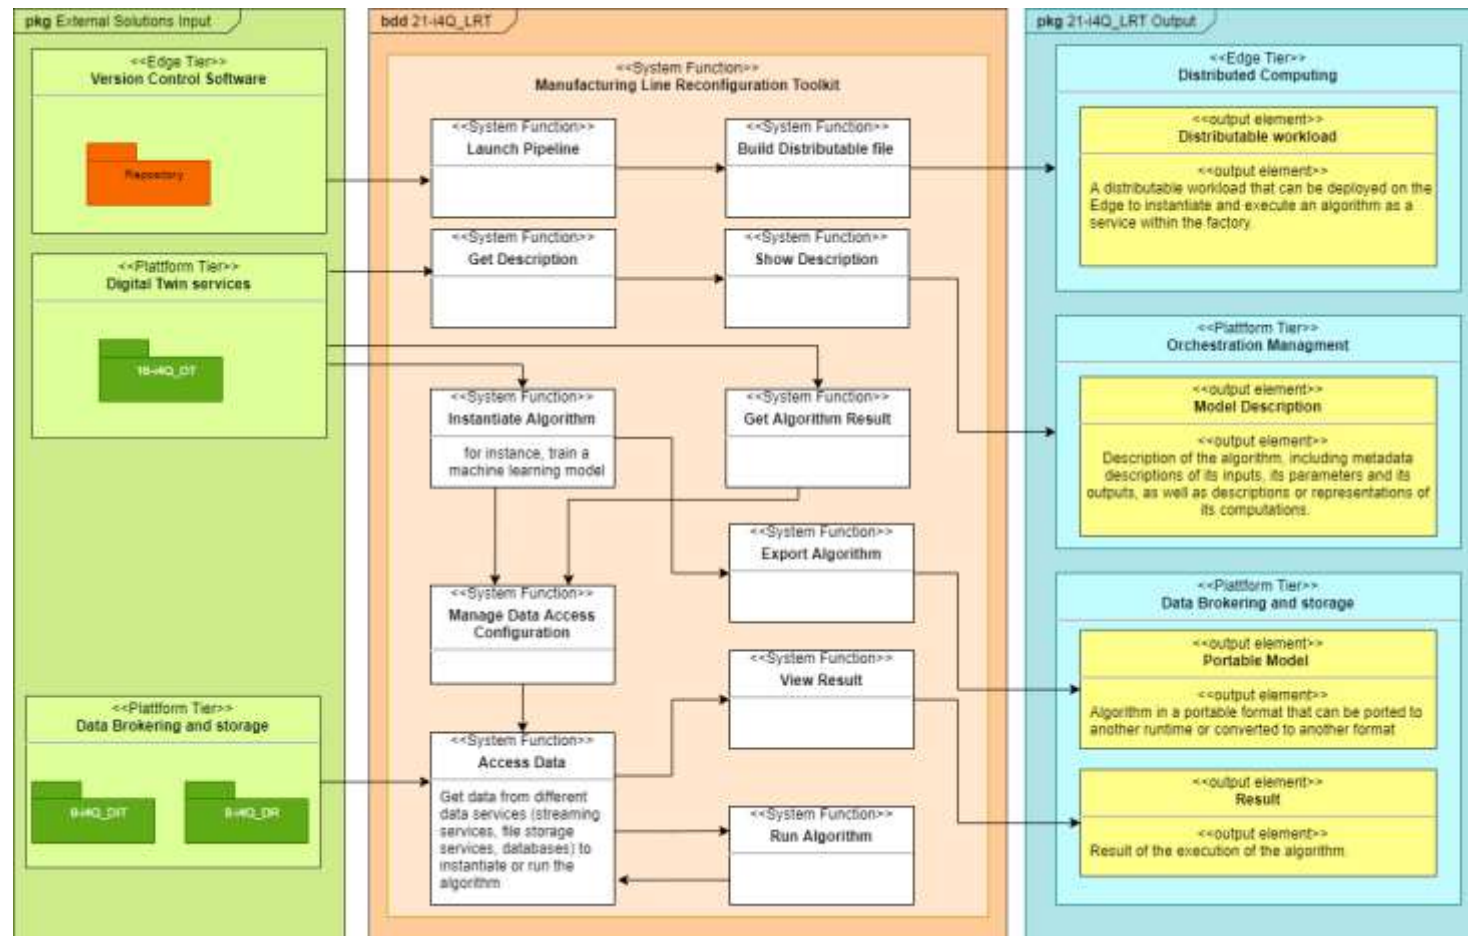 pkg External Solutions Input
<<Edge Tier>>
Version Control Software
Repository
<<Plattform Tier>>
Digital Twin services
16-i4Q_DT
<<Plattform Tier>>
Data Brokering and storage
bdd 21-i4Q_LRT
<<System Function>>
Manufacturing Line Reconfiguration Toolkit
<<System Function>>
Launch Pipeline
<<System Function>>
Build Distributable file
<<System Function>>
Get Description
<<System Function>>
Show Description
<<System Function>>
Instantiate Algorithm
for instance, train a
machine learning model
<<System Function>>
Get Algorithm Result
<<System Function>>
Export Algorithm
<<System Function>>
Manage Data Access
Configuration
<<System Function>>
View Result
<<System Function>>
Access Data
Get data from different
data services (streaming
services, file storage
services, databases) to
instantiate or run the
algorithm
<<System Function>>
Run Algorithm
pkg 21-i4Q_LRT Output
<<Edge Tier>>
Distributed Computing
<<output element>>
Distributable workload
<<output element>>
A distributable workload that can be deployed on the
Edge to instantiate and execute an algorithm as a
service within the factory.
<<Plattform Tier>>
Orchestration Managment
<<output element>>
Model Description
<<output element>>
Description of the algorithm, including metadata
descriptions of its inputs, its parameters and its
outputs, as well as descriptions or representations of
its computations.
<<Plattform Tier>>
Data Brokering and storage
<<output element>>
Portable Model
<<output element>>
Algorithm in a portable format that can be ported to
another runtime or converted to another format
<<output element>>
Result
<<output element>>
Result of the execution of the algorithm.